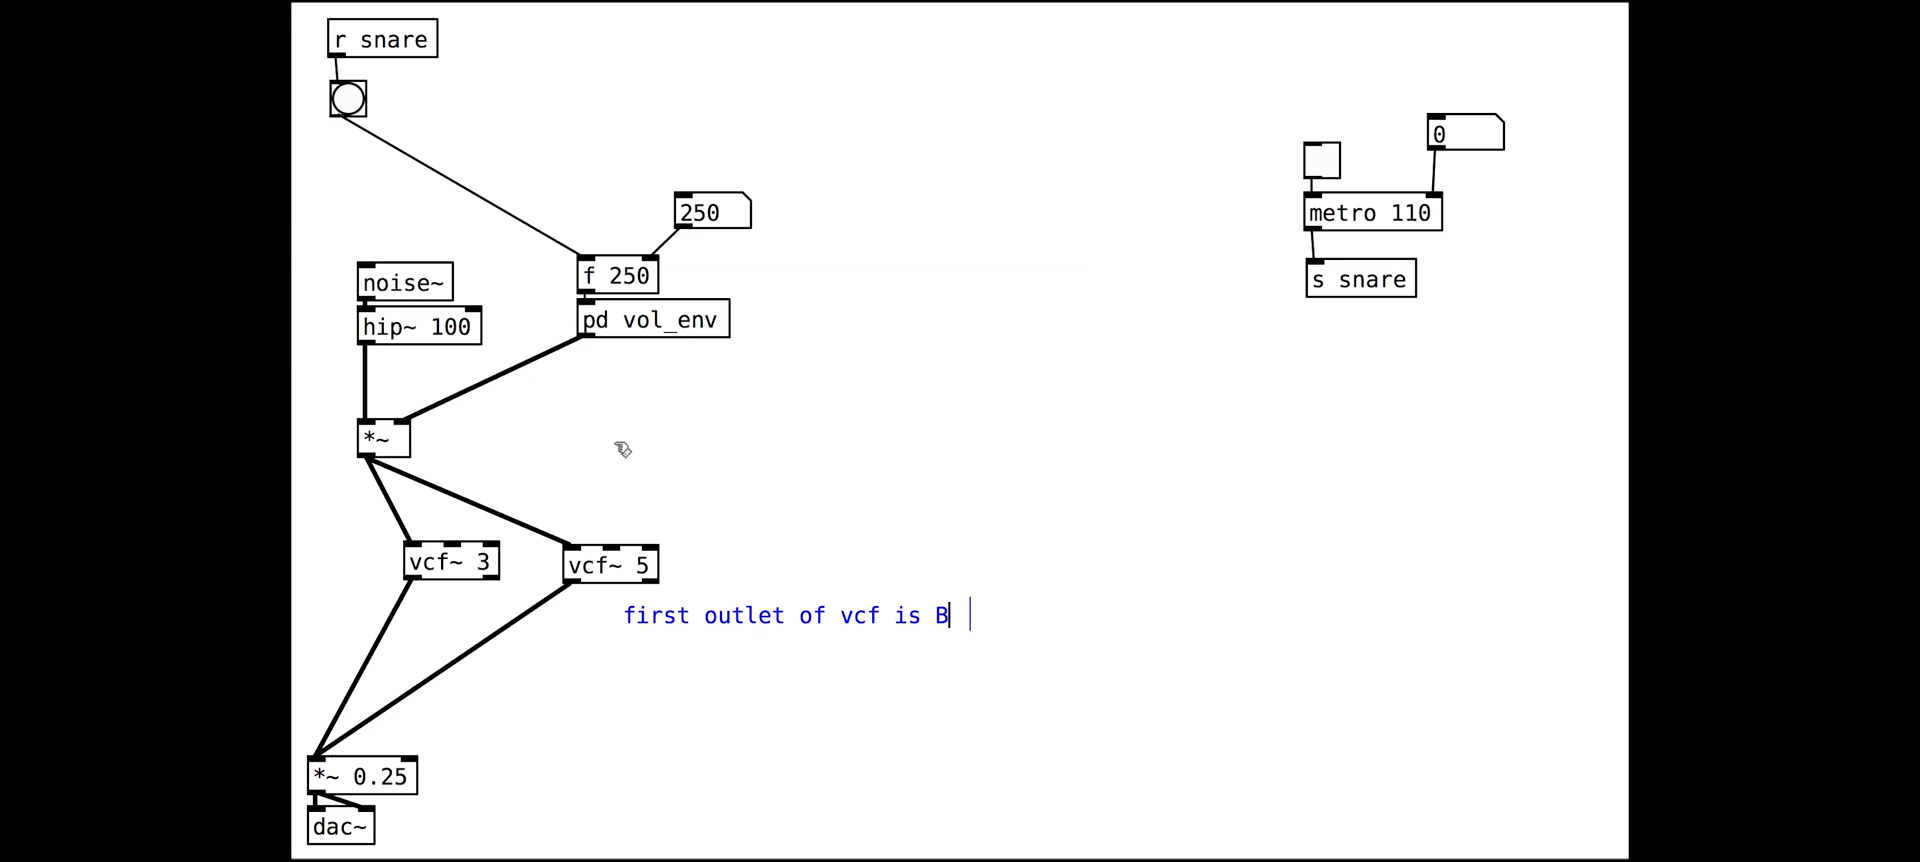 r snare
0
250
metro 110
f 250
noise~
s snare
pd vol_env
hip~ 100
*~
vcf~ 3
vcf~ 5
first outlet of vcf is B
*~ 0.25
dac~